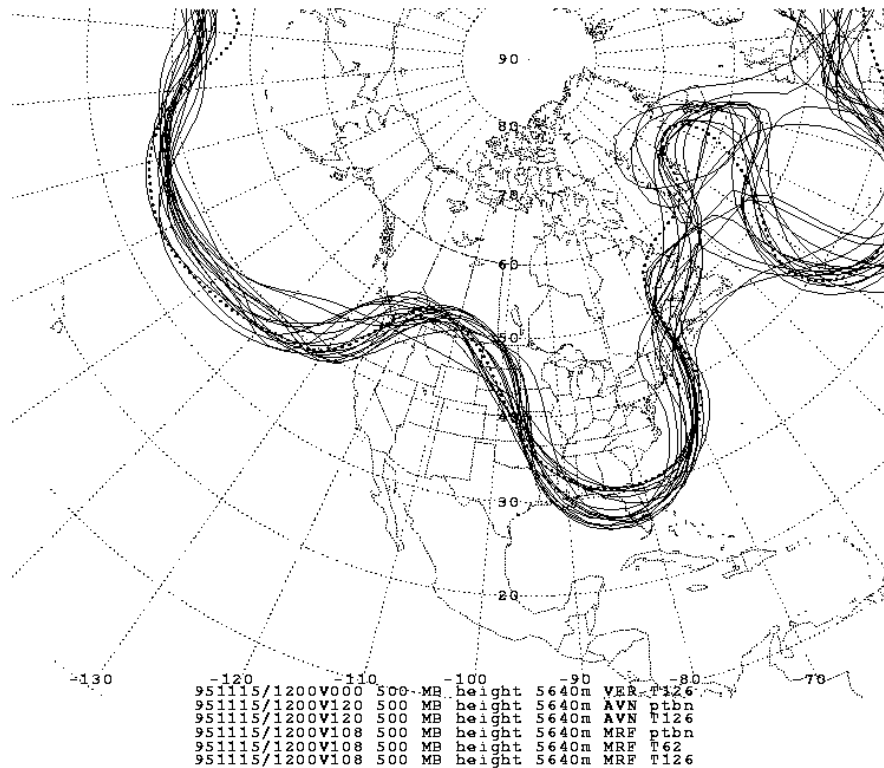 90
80
70
60
50
40
30
20
-130 -120 -110 -100 -90 -80 70
951115/1200V000 500 MB height 5640m VER T126
951115/1200V120 500 MB height 5640m AVN ptbn
951115/1200V120 500 MB height 5640m AVN T126
951115/1200V108 500 MB height 5640m MRF ptbn
951115/1200V108 500 MB height 5640m MRF T62
951115/1200V108 500 MB height 5640m MRF T126